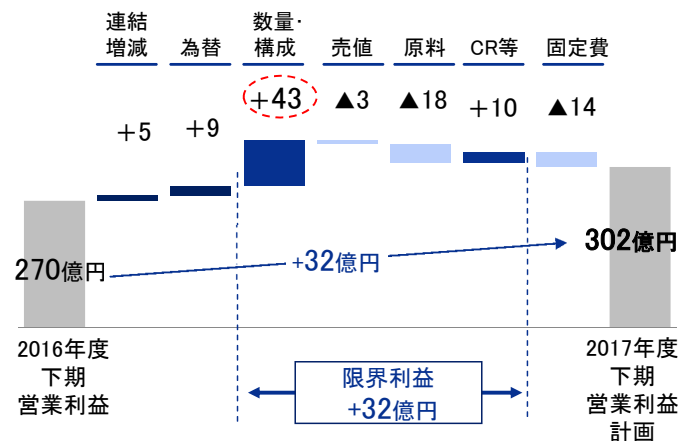 連結
増減
為替
数量・
構成
売値
原料
CR等
固定費
+5
+9
+43
▲3
▲18
+10
▲14
270億円
+32億円
302億円
2016年度
下期
営業利益
限界利益
+32億円
2017年度
下期
営業利益
計画